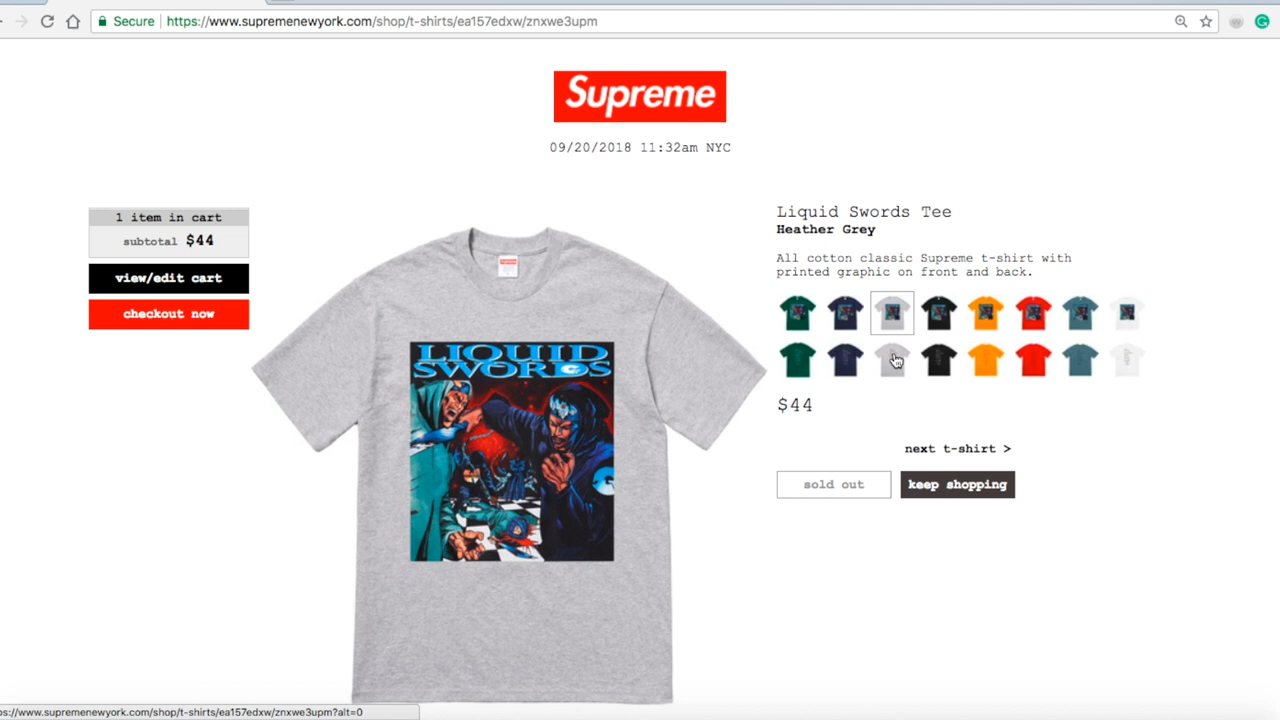 Secure
https://www.supremenewyork.com/shop/t-shirts/ea157edxw/znxwe3upm
Supreme
09/20/2018 11:32am NYC
1 item in cart
subtotal $44
view/edit cart
checkout now
Supreme
LIQUID
SWORDS
G
Liquid Swords Tee
Heather Grey
All cotton classic Supreme t-shirt with
printed graphic on front and back.
$44
next t-shirt >
sold out
keep shopping
ps://www.supremenewyork.com/shop/t-shirts/ea157edxw/znxwe3upm?alt=0